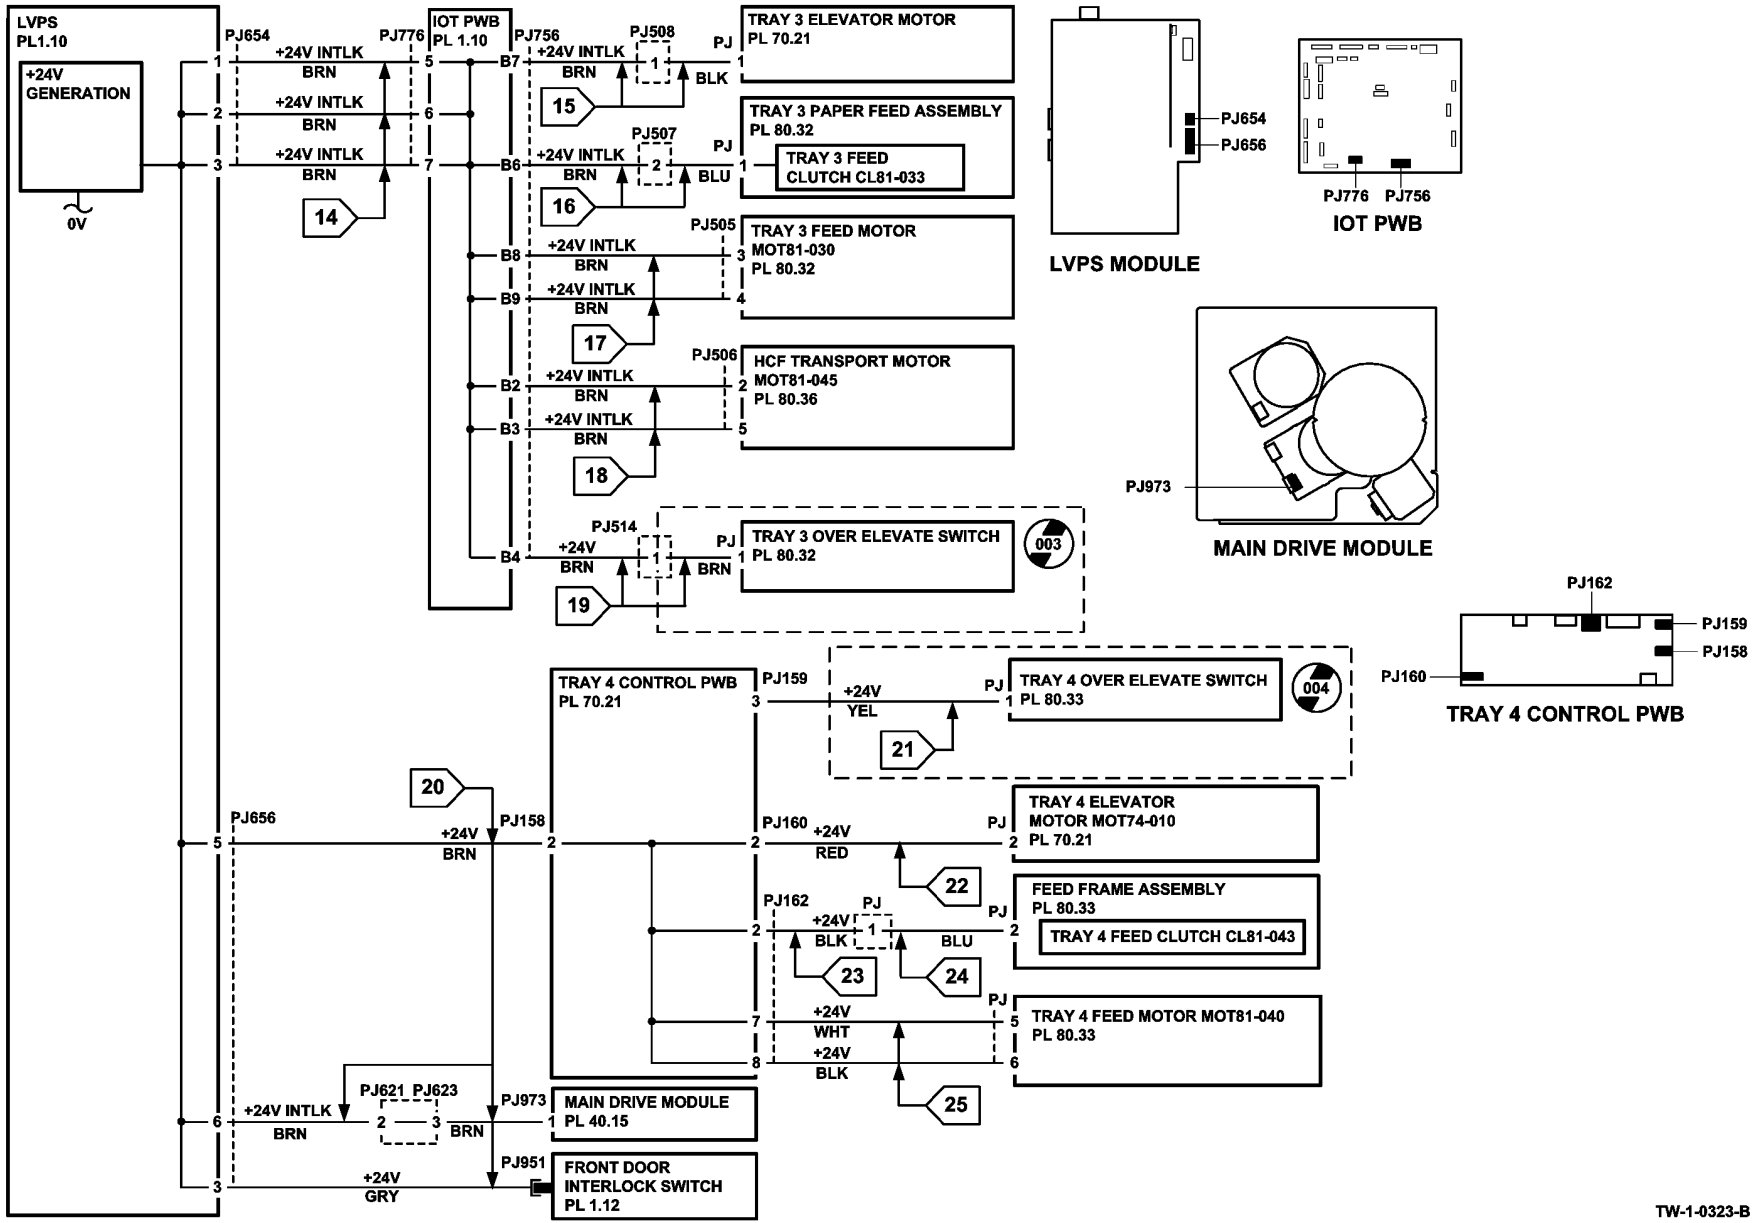 LVPS
PL1.10
+24V
GENERATION
0V
PJ654
1
+24V INTLK
BRN
2
+24V INTLK
BRN
3
+24V INTLK
BRN
14
PJ776
5
6
7
IOT PWB
PL 1.10
PJ756
B7
+24V INTLK
BRN
PJ508
1
BLK
15
PJ
1
TRAY 3 ELEVATOR MOTOR
PL 70.21
B6
+24V INTLK
BRN
PJ507
2
BLU
16
PJ
1
TRAY 3 PAPER FEED ASSEMBLY
PL 80.32
TRAY 3 FEED
CLUTCH CL81-033
B8
+24V INTLK
BRN
B9
+24V INTLK
BRN
17
PJ505
3
4
TRAY 3 FEED MOTOR
MOT81-030
PL 80.32
B2
+24V INTLK
BRN
B3
+24V INTLK
BRN
18
PJ506
2
5
HCF TRANSPORT MOTOR
MOT81-045
PL 80.36
B4
+24V
BRN
PJ514
1
BRN
19
PJ
1
TRAY 3 OVER ELEVATE SWITCH
PL 80.32
003
TRAY 4 CONTROL PWB
PL 70.21
PJ159
3
+24V
YEL
21
PJ
1
TRAY 4 OVER ELEVATE SWITCH
PL 80.33
004
20
PJ656
5
+24V
BRN
PJ158
2
PJ160
2
+24V
RED
22
PJ
2
TRAY 4 ELEVATOR
MOTOR MOT74-010
PL 70.21
PJ162
2
+24V
BLK
PJ
1
BLU
23
24
PJ
2
FEED FRAME ASSEMBLY
PL 80.33
TRAY 4 FEED CLUTCH CL81-043
7
+24V
WHT
8
+24V
BLK
25
PJ
5
6
TRAY 4 FEED MOTOR MOT81-040
PL 80.33
6
+24V INTLK
BRN
PJ621 PJ623
2
3
BRN
PJ973
1
MAIN DRIVE MODULE
PL 40.15
3
+24V
GRY
PJ951
FRONT DOOR
INTERLOCK SWITCH
PL 1.12
PJ654
PJ656
LVPS MODULE
PJ776 PJ756
IOT PWB
PJ973
MAIN DRIVE MODULE
PJ162
PJ159
PJ158
PJ160
TRAY 4 CONTROL PWB
TW-1-0323-B